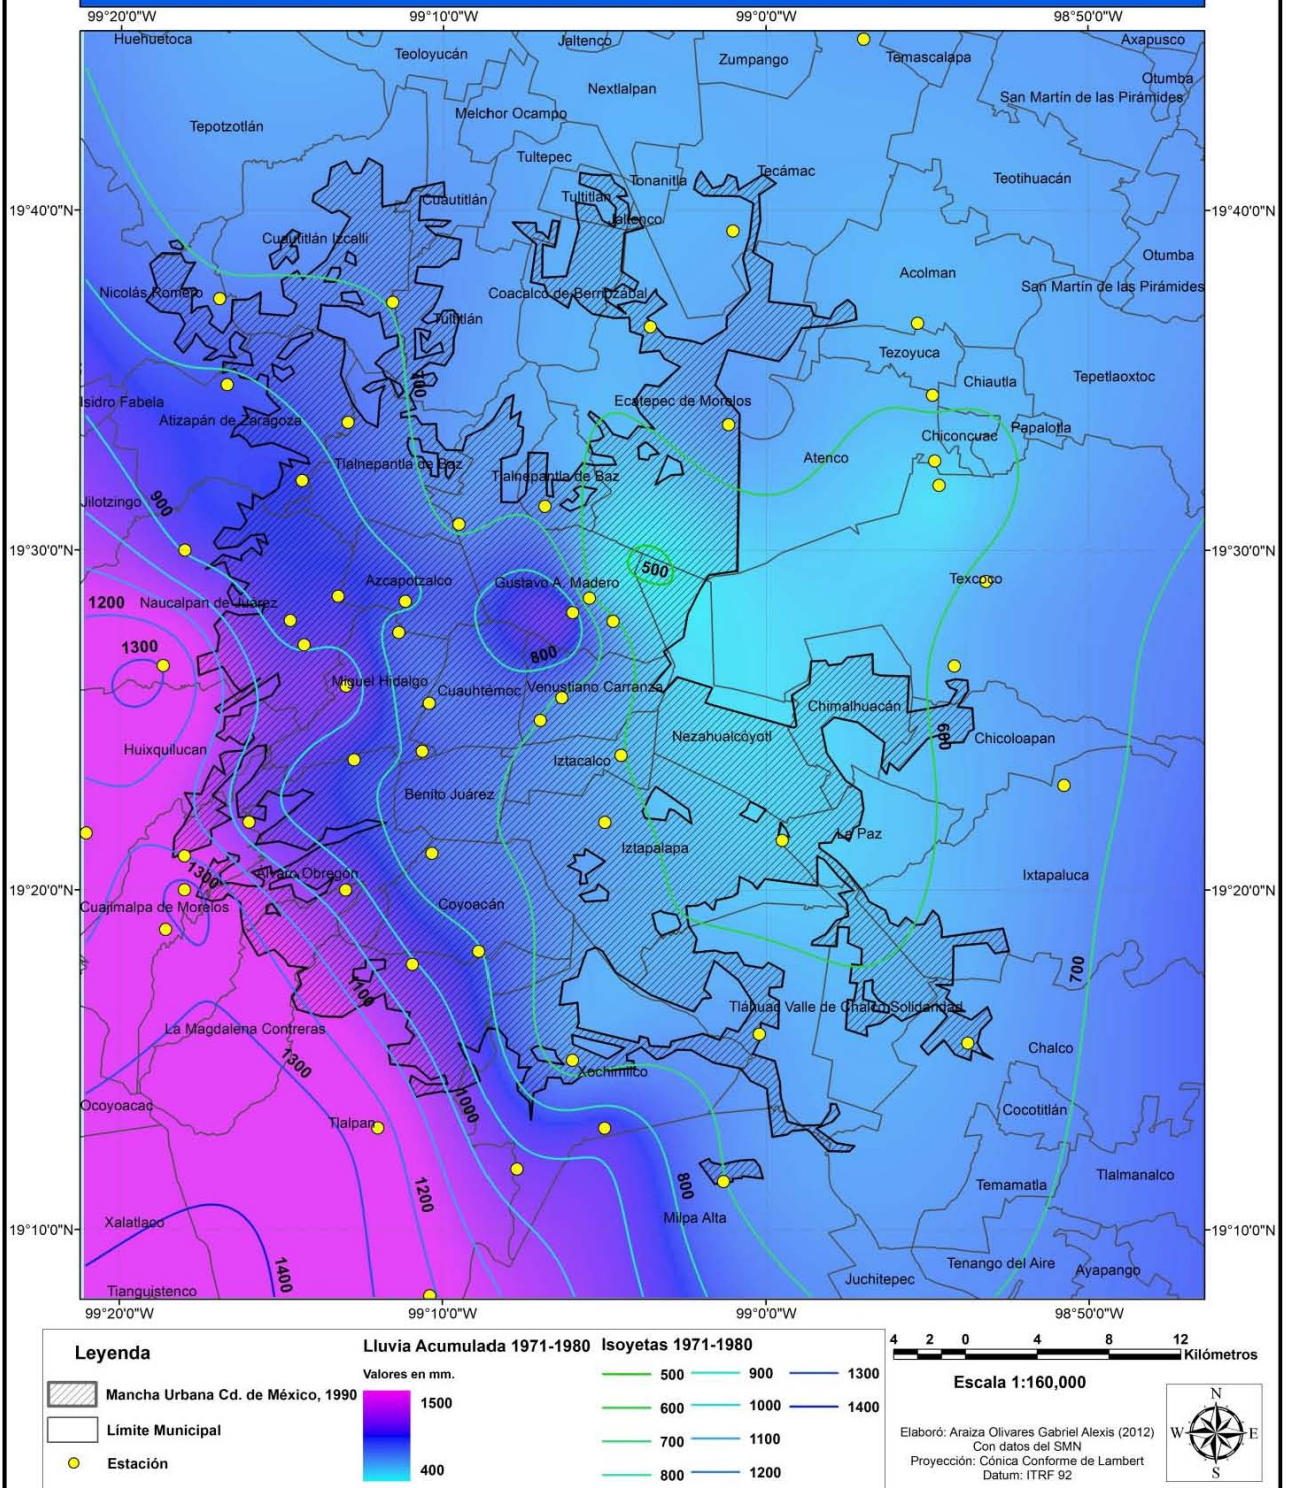 99°20'0"W 99°10'0"W 99°0'0"W 98°50'0"W
Huehuetoca
Jaltenco
Axapusco
Teoloyucán
Zumpango
Temascalapa
Otumba
Nextlalpan
San Martín de las Pirámides
Melchor Ocampo
Tepotzotlán
Tultepec
Tecámac
Tonanitla
Teotihuacán
Cuautitlán
Tultitlán
19°40'0"N 19°40'0"N
Jaltenco
Cuautitlán Izcalli
Otumba
Acolman
San Martín de las Pirámides
Nicolás Romero
Coacalco de Berriozábal
Tultitlán
Tezoyuca
Tepetlaoxtoc
Chiautla
700
Isidro Fabela
Ecatepec de Morelos
Atizapán de Zaragoza
Papalotla
Chiconcuac
Atenco
Tlalnepantla de Baz
Tlalnepantla de Baz
Jilotzingo
900
19°30'0"N 19°30'0"N
500
Texcoco
Azcapotzalco
Gustavo A. Madero
1200
Naucalpan de Juárez
1300
800
Miguel Hidalgo
Cuauhtémoc
Venustiano Carranza
Chimalhuacán
Nezahualcóyotl
600
Chicoloapan
Huixquilucan
Iztacalco
Benito Juárez
La Paz
Iztapalapa
1300
Alvaro Obregón
Ixtapaluca
19°20'0"N 19°20'0"N
Cuajimalpa de Morelos
Coyoacán
700
1100
Tláhuac
Valle de Chalco Solidaridad
La Magdalena Contreras
Chalco
1300
Xochimilco
Ocoyoacac
1000
Cocotitlán
Tlalpan
Tlalmanalco
800
Temamatla
1200
Milpa Alta
Xalatlaco
19°10'0"N 19°10'0"N
Tenango del Aire
Ayapango
1400
Juchitepec
Tianguistenco
99°20'0"W 99°10'0"W 99°0'0"W 98°50'0"W
Leyenda
Mancha Urbana Cd. de México, 1990
Límite Municipal
Estación
Lluvia Acumulada 1971-1980
Valores en mm.
1500
400
Isoyetas 1971-1980
500 900 1300
600 1000 1400
700 1100
800 1200
4 2 0 4 8 12
Kilómetros
Escala 1:160,000
Elaboró: Araiza Olivares Gabriel Alexis (2012)
Con datos del SMN
Proyección: Cónica Conforme de Lambert
Datum: ITRF 92
N
W E
S